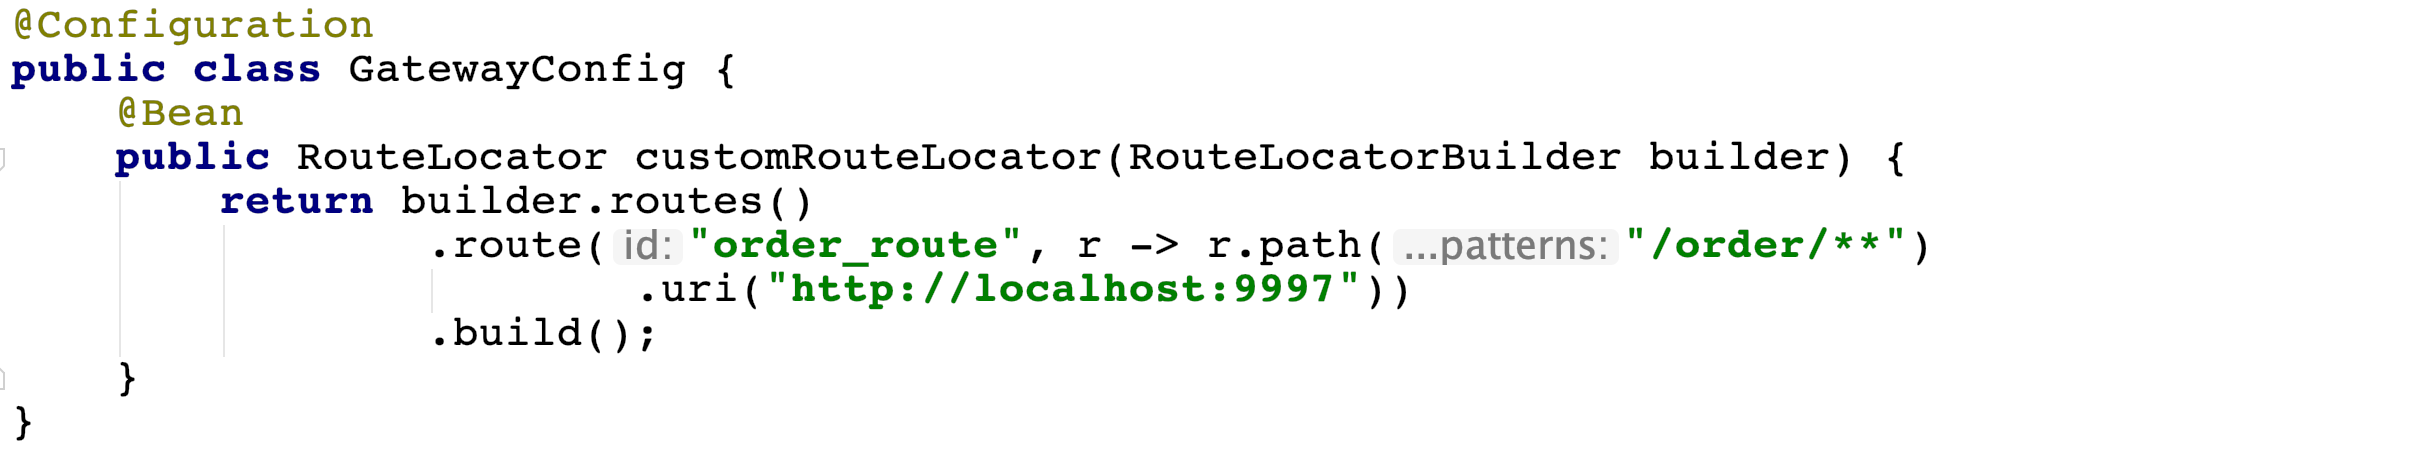 @Configuration
public class GatewayConfig {
    @Bean
    public RouteLocator customRouteLocator(RouteLocatorBuilder builder) {
        return builder.routes()
                .route( id: "order_route", r -> r.path( ...patterns: "/order/**")
                        .uri("http://localhost:9997"))
                .build();
    }
}